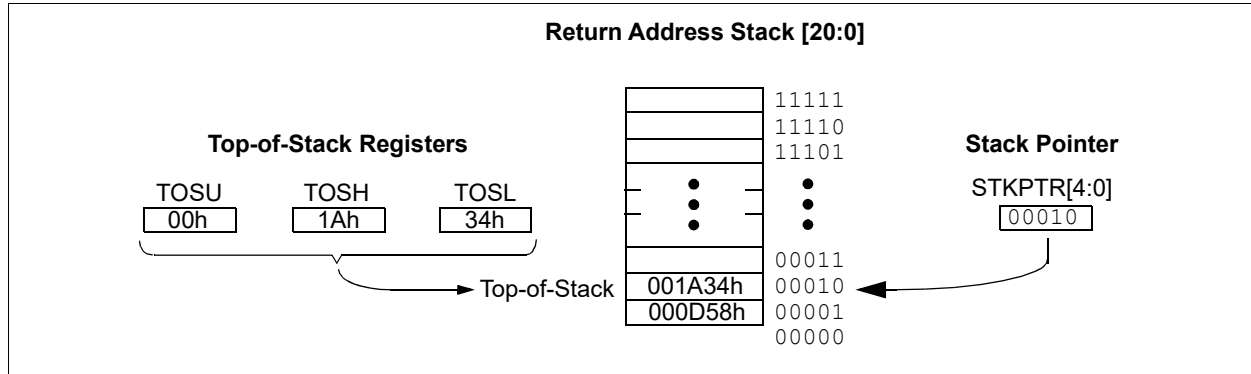 Return Address Stack [20:0]
11111
11110
Top-of-Stack Registers
11101
Stack Pointer
TOSU TOSH TOSL
STKPTR[4:0]
00h 1Ah 34h
00010
00011
Top-of-Stack 001A34h 00010
000D58h 00001
00000